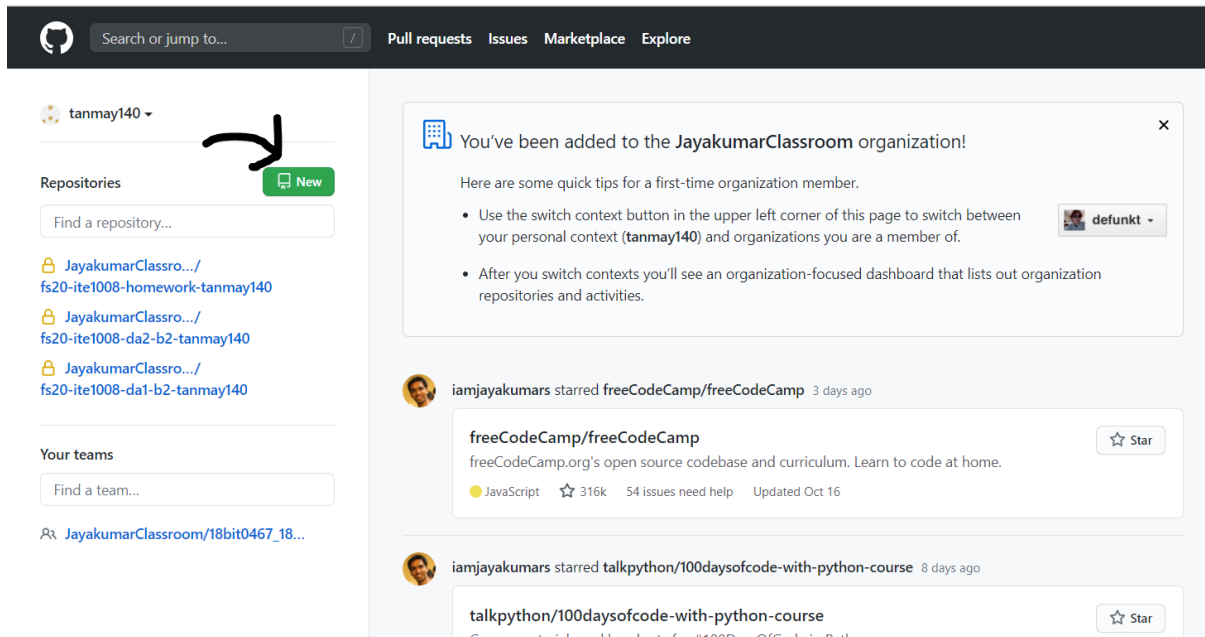 Search or jump to... /
Pull requests Issues Marketplace Explore
tanmay140
Repositories
New
Find a repository...
JayakumarClassro.../
fs20-ite1008-homework-tanmay140
JayakumarClassro.../
fs20-ite1008-da2-b2-tanmay140
JayakumarClassro.../
fs20-ite1008-da1-b2-tanmay140
Your teams
Find a team...
JayakumarClassroom/18bit0467_18...
You've been added to the JayakumarClassroom organization!
Here are some quick tips for a first-time organization member.
• Use the switch context button in the upper left corner of this page to switch between
your personal context (tanmay140) and organizations you are a member of.
defunkt
• After you switch contexts you'll see an organization-focused dashboard that lists out organization
repositories and activities.
iamjayakumars starred freeCodeCamp/freeCodeCamp 3 days ago
freeCodeCamp/freeCodeCamp
Star
freeCodeCamp.org's open source codebase and curriculum. Learn to code at home.
JavaScript 316k 54 issues need help Updated Oct 16
iamjayakumars starred talkpython/100daysofcode-with-python-course 8 days ago
talkpython/100daysofcode-with-python-course
Star